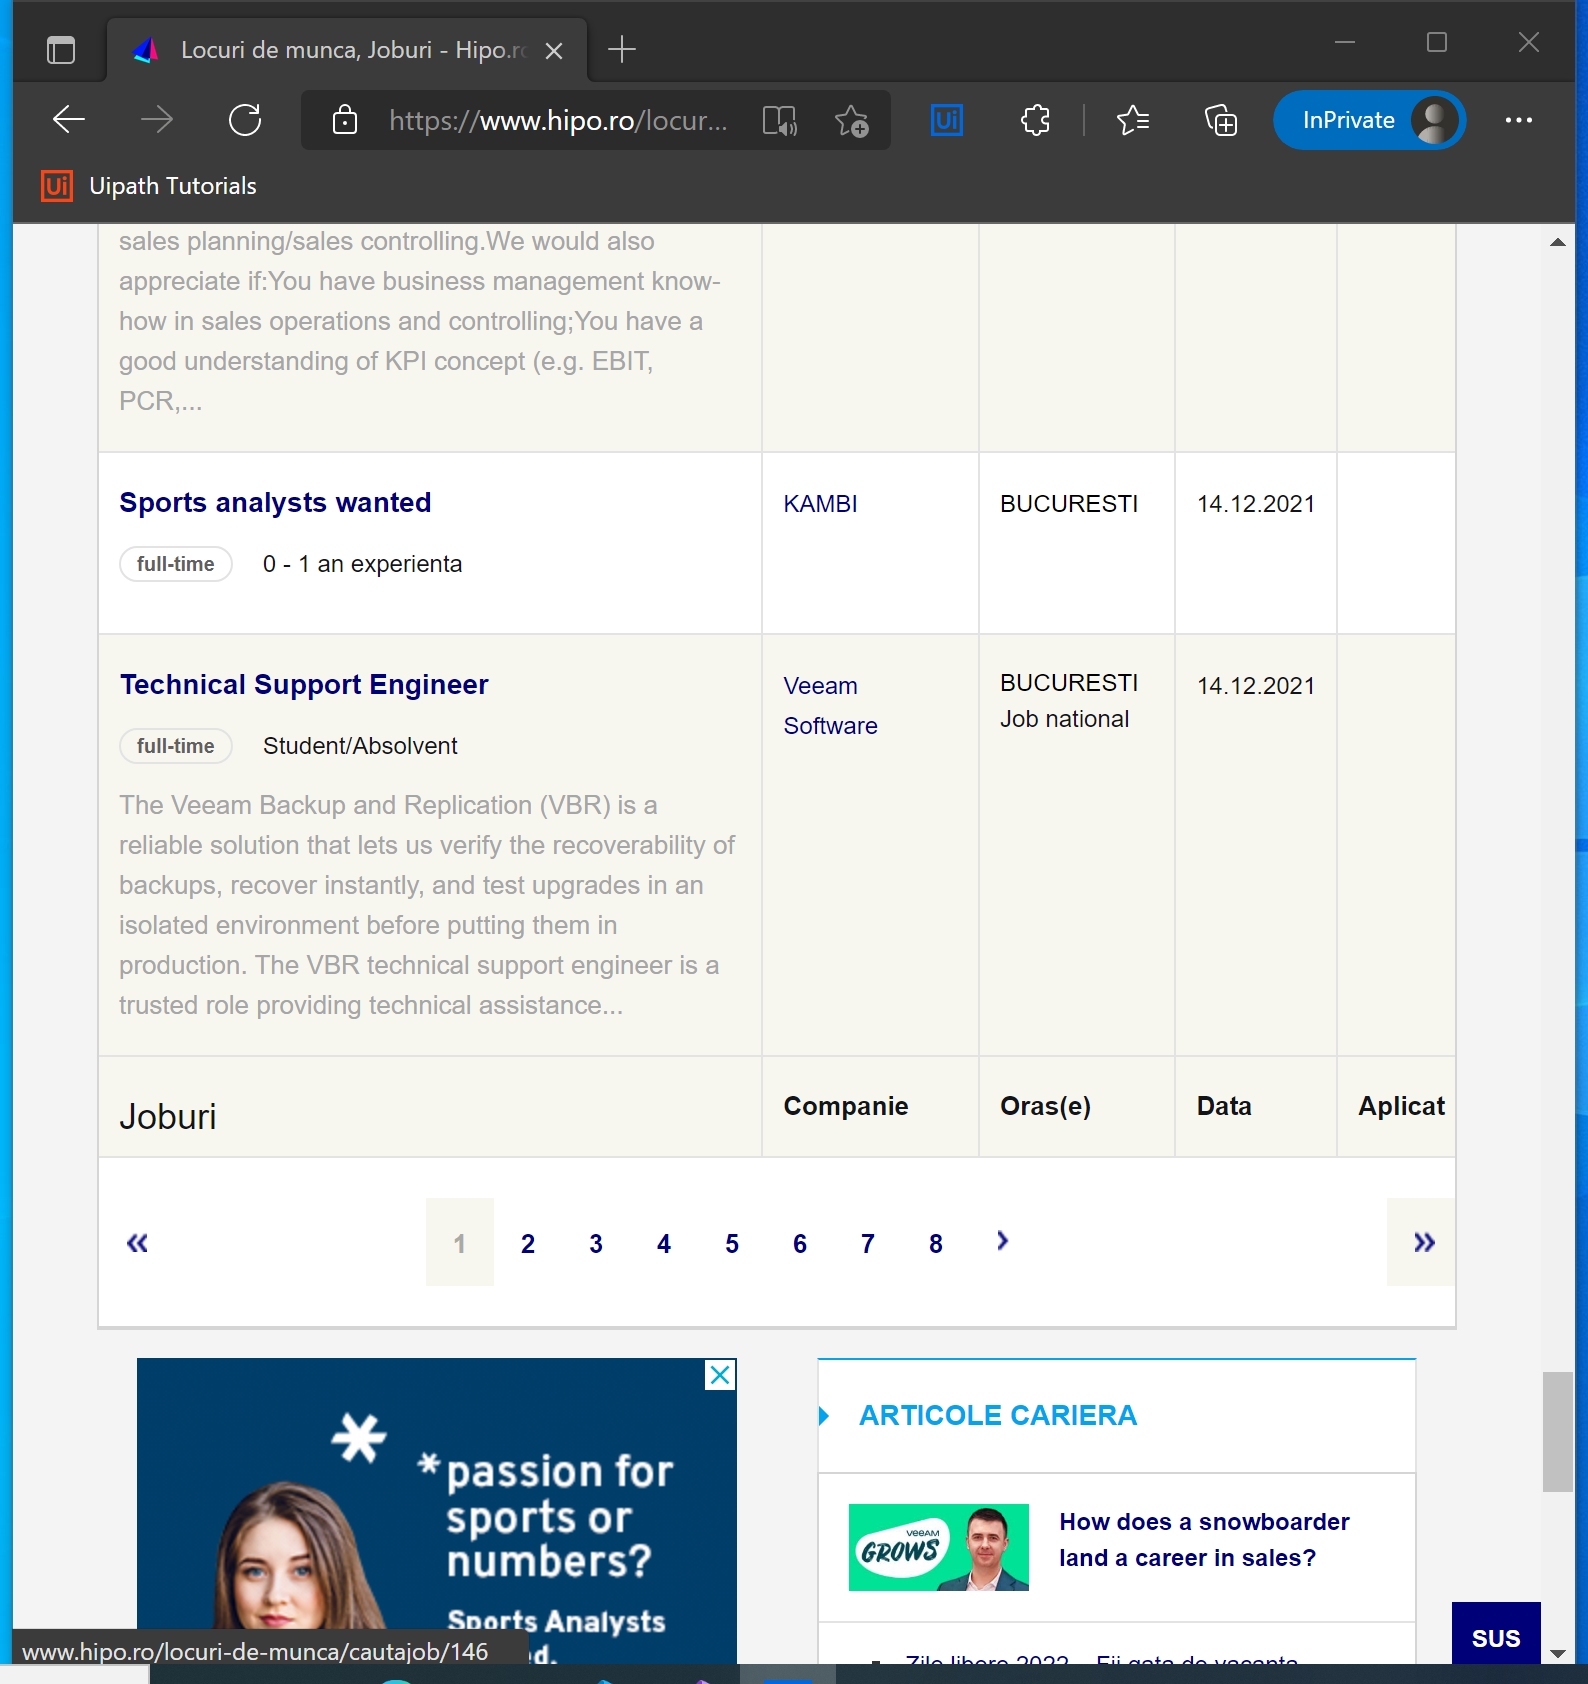 Locuri de munca, Joburi - Hipo.ro
https://www.hipo.ro/locur...
Ui
InPrivate
Ui Uipath Tutorials
sales planning/sales controlling.We would also
appreciate if:You have business management know-
how in sales operations and controlling;You have a
good understanding of KPI concept (e.g. EBIT,
PCR,...
Sports analysts wanted
KAMBI
BUCURESTI
14.12.2021
full-time 0 - 1 an experienta
Technical Support Engineer
Veeam
Software
BUCURESTI
Job national
14.12.2021
full-time Student/Absolvent
The Veeam Backup and Replication (VBR) is a
reliable solution that lets us verify the recoverability of
backups, recover instantly, and test upgrades in an
isolated environment before putting them in
production. The VBR technical support engineer is a
trusted role providing technical assistance...
Joburi Companie Oras(e) Data Aplicat
« 1 2 3 4 5 6 7 8 › »
*
*passion for
sports or
numbers?
Sports Analysts
ed.
ARTICOLE CARIERA
veeAM
GROWS
How does a snowboarder
land a career in sales?
Zile libere 2022 – Fii gata de vacanta
SUS
www.hipo.ro/locuri-de-munca/cautajob/146